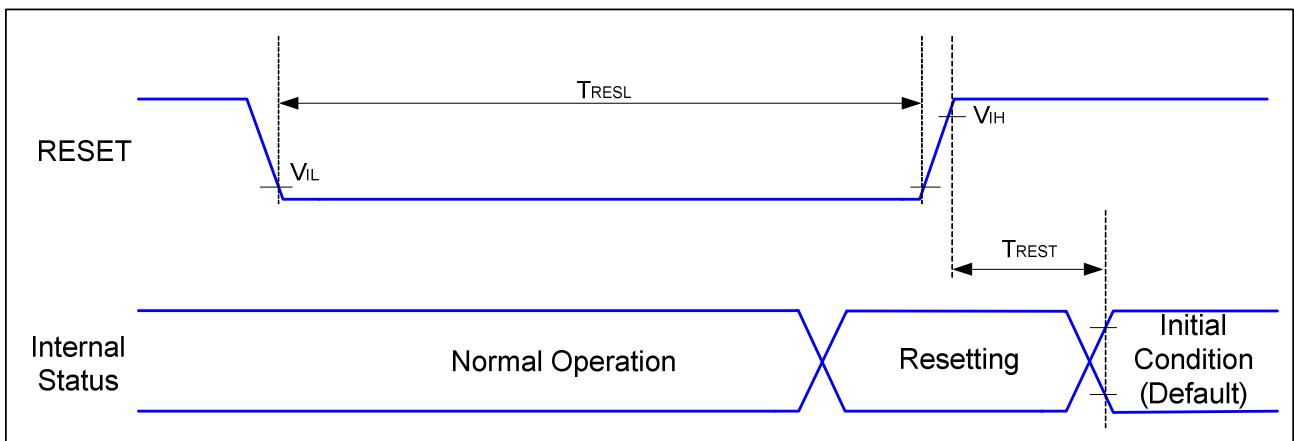 TRESL
RESET
VIH
VIL
TREST
Internal
Status
Normal Operation
Resetting
Initial
Condition
(Default)